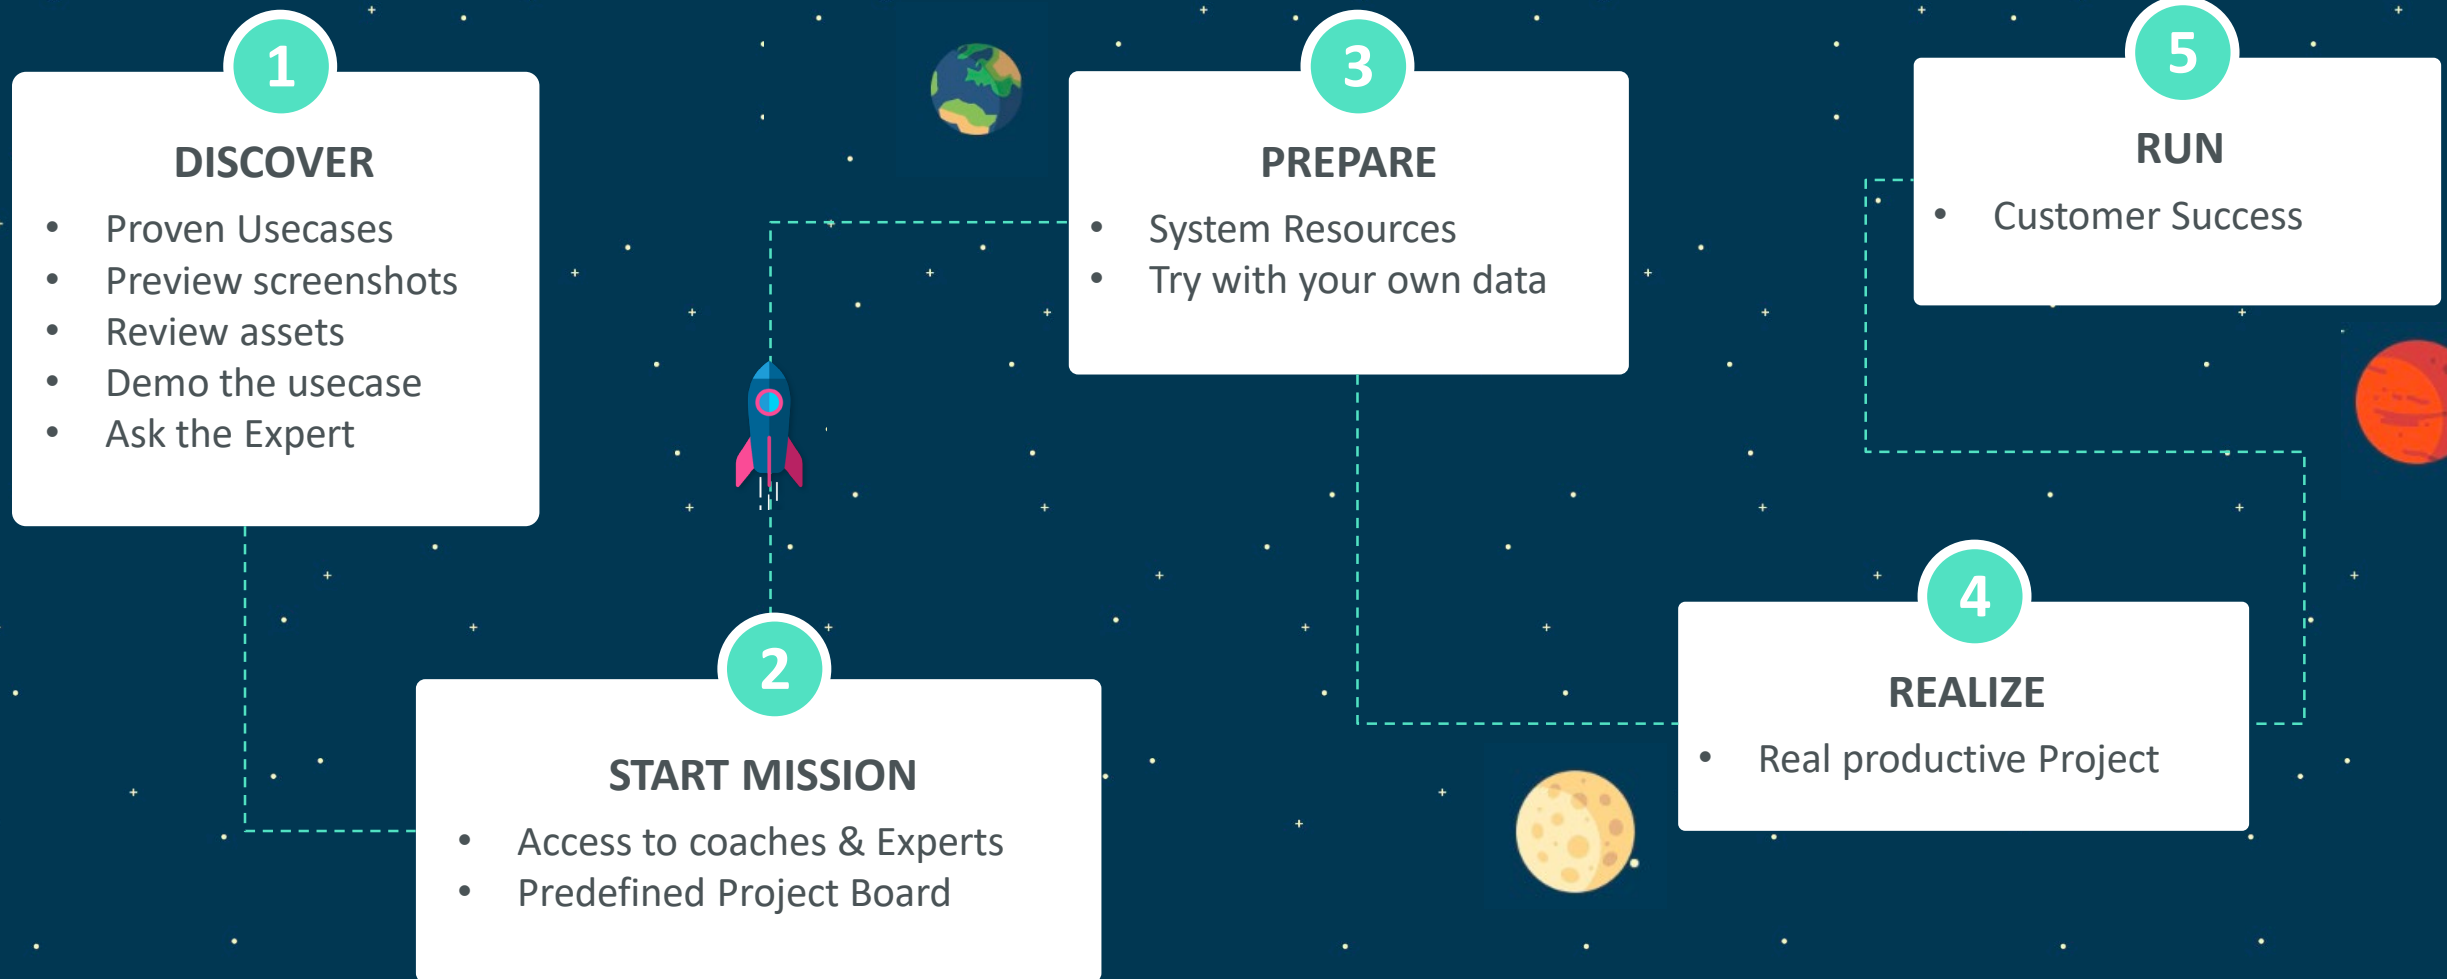 1
DISCOVER
• Proven Usecases
• Preview screenshots
• Review assets
• Demo the usecase
• Ask the Expert
2
START MISSION
• Access to coaches & Experts
• Predefined Project Board
3
PREPARE
• System Resources
• Try with your own data
4
REALIZE
• Real productive Project
5
RUN
• Customer Success